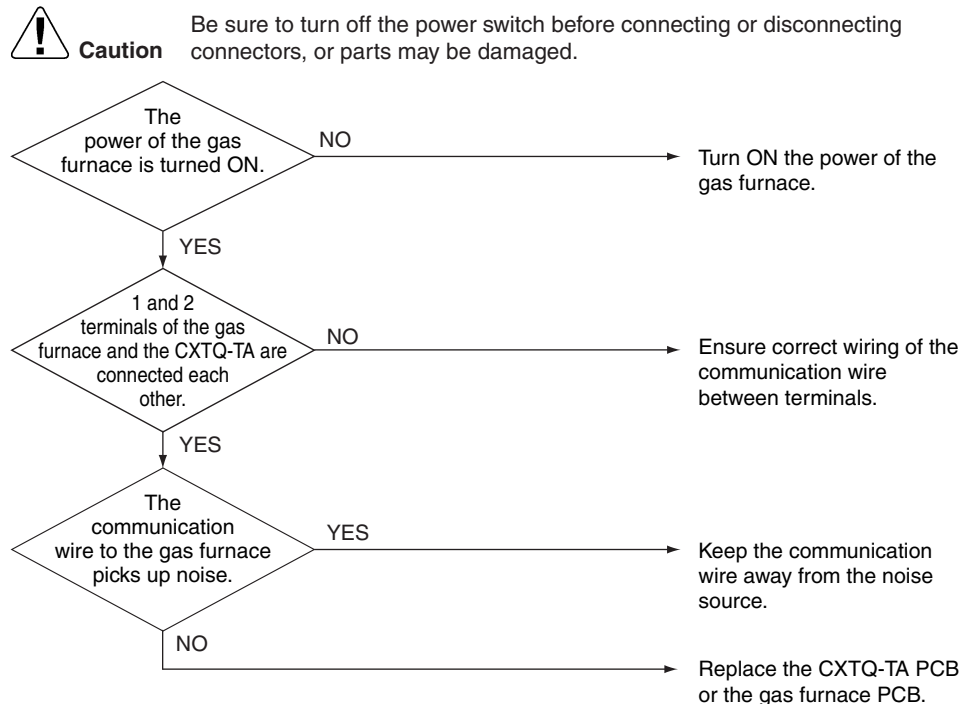 Be sure to turn off the power switch before connecting or disconnecting
Caution connectors, or parts may be damaged.
The
power of the gas
furnace is turned ON.
NO
Turn ON the power of the
gas furnace.
YES
1 and 2
terminals of the gas
furnace and the CXTQ-TA are
connected each
other.
NO
Ensure correct wiring of the
communication wire
between terminals.
YES
The
communication
wire to the gas furnace
picks up noise.
YES
Keep the communication
wire away from the noise
source.
NO
Replace the CXTQ-TA PCB
or the gas furnace PCB.